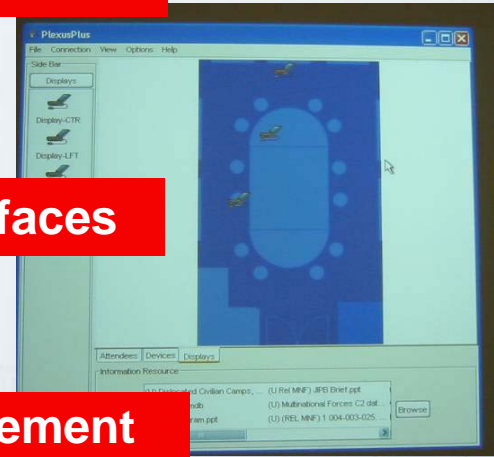 PlexusPlus
File Connection View Options Help
Side Bar
Displays
Display-CTR
Display-LFT
faces
Attendees Devices Displays
Information Resource
(U) Dislocated Civilian Camps, ... (U Rel MNF) JIPB Brief.ppt
mdb (U) Multinational Forces C2 dat...
ram.ppt (U) (REL MNF) 1 004-003-025...
Browse
ement